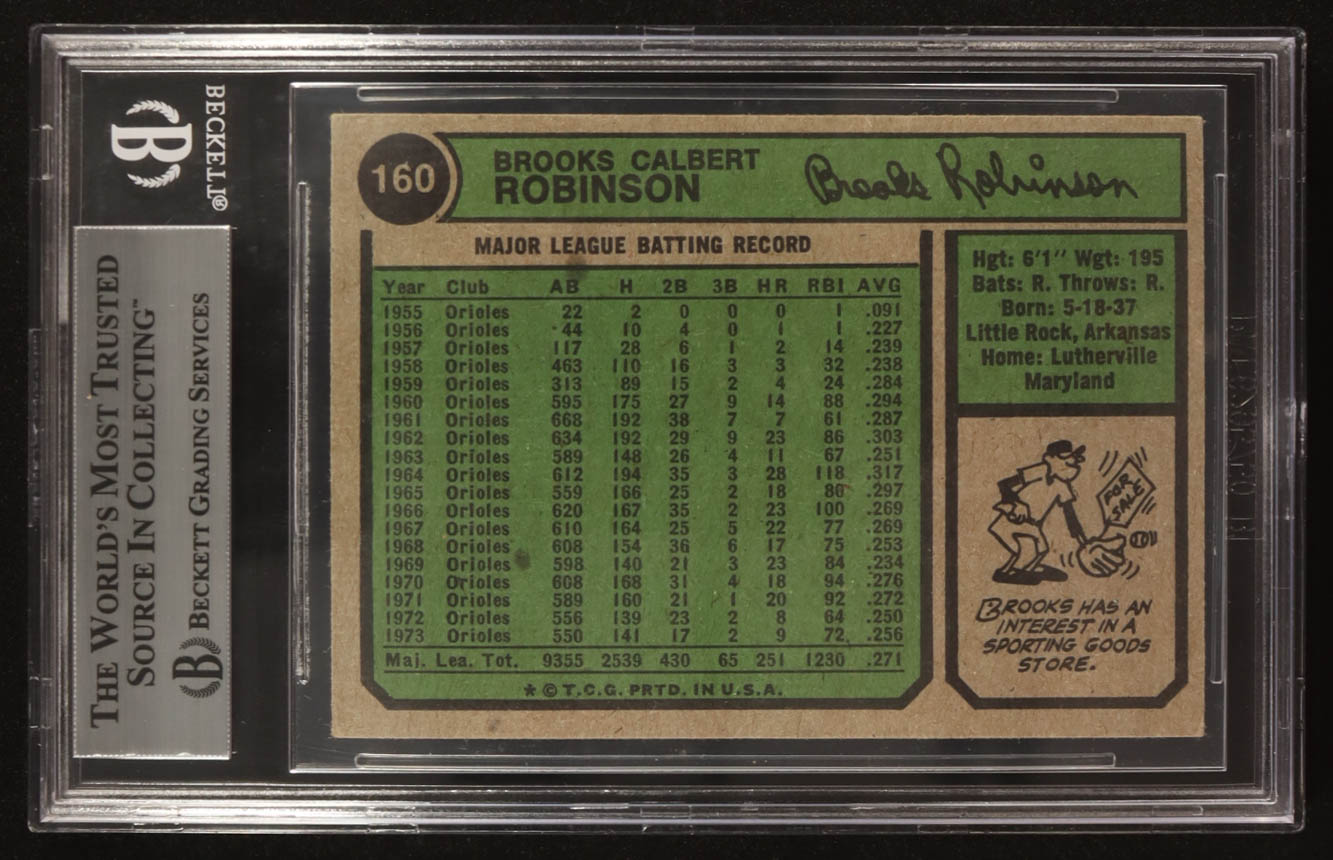 BECKETT®
B
THE WORLD'S MOST TRUSTED
SOURCE IN COLLECTING™
B BECKETT GRADING SERVICES
160
BROOKS CALBERT
ROBINSON
Brooks Robinson
MAJOR LEAGUE BATTING RECORD
Year Club AB H 2B 3B HR RBI AVG
1955 Orioles 22 2 0 0 0 1 .091
1956 Orioles 44 10 4 0 1 1 .227
1957 Orioles 117 28 6 1 2 14 .239
1958 Orioles 463 110 16 3 3 32 .238
1959 Orioles 313 89 15 2 4 24 .284
1960 Orioles 595 175 27 9 14 88 .294
1961 Orioles 668 192 38 7 7 61 .287
1962 Orioles 634 192 29 9 23 86 .303
1963 Orioles 589 148 26 4 11 67 .251
1964 Orioles 612 194 35 3 28 118 .317
1965 Orioles 559 166 25 2 18 80 .297
1966 Orioles 620 167 35 2 23 100 .269
1967 Orioles 610 164 25 5 22 77 .269
1968 Orioles 608 154 36 6 17 75 .253
1969 Orioles 598 140 21 3 23 84 .234
1970 Orioles 608 168 31 4 18 94 .276
1971 Orioles 589 160 21 1 20 92 .272
1972 Orioles 556 139 23 2 8 64 .250
1973 Orioles 550 141 17 2 9 72 .256
Maj. Lea. Tot. 9355 2539 430 65 251 1230 .271
* © T.C.G. PRTD. IN U.S.A.
Hgt: 6'1" Wgt: 195
Bats: R. Throws: R.
Born: 5-18-37
Little Rock, Arkansas
Home: Lutherville
Maryland
FOR
SALE
BROOKS HAS AN
INTEREST IN A
SPORTING GOODS
STORE.